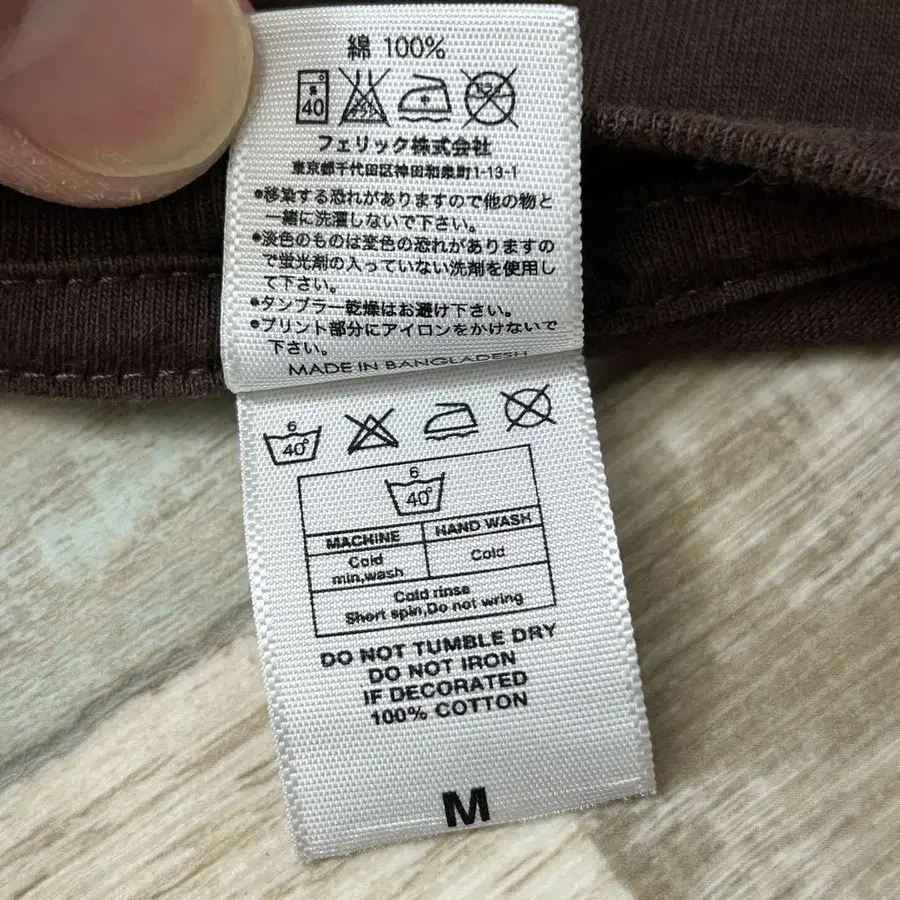 綿 100%
40
フェリック株式会社
東京都千代田区神田和泉町1-13-1
●移染する恐れがありますので他の物と
一緒に洗濯しないで下さい。
●淡色のものは変色の恐れがありますの
で蛍光剤の入っていない洗剤を使用し
て下さい。
●タンブラー乾燥はお避け下さい。
●プリント部分にアイロンをかけないで
下さい。
MADE IN BANGLADESH
6
40°
6
40°
MACHINE HAND WASH
Cold Cold
min,wash
Cold rinse
Short spin,Do not wring
DO NOT TUMBLE DRY
DO NOT IRON
IF DECORATED
100% COTTON
M